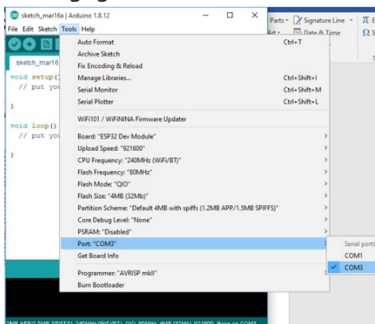 sketch_mar16a | Arduino 1.8.12
File Edit Sketch Tools Help
Parts
Signature Line
Date & Time
sketch_mar16
void setup()
// put you
}
void loop()
// put you
}
Auto Format Ctrl+T
Archive Sketch
Fix Encoding & Reload
Manage Libraries... Ctrl+Shift+I
Serial Monitor Ctrl+Shift+M
Serial Plotter Ctrl+Shift+L
WiFi101 / WiFiNINA Firmware Updater
Board: "ESP32 Dev Module"
Upload Speed: "921600"
CPU Frequency: "240MHz (WiFi/BT)"
Flash Frequency: "80MHz"
Flash Mode: "QIO"
Flash Size: "4MB (32Mb)"
Partition Scheme: "Default 4MB with spiffs (1.2MB APP/1.5MB SPIFFS)"
Core Debug Level: "None"
PSRAM: "Disabled"
Port: "COM3"
Get Board Info
Programmer: "AVRISP mkII"
Burn Bootloader
Serial ports
COM1
COM3